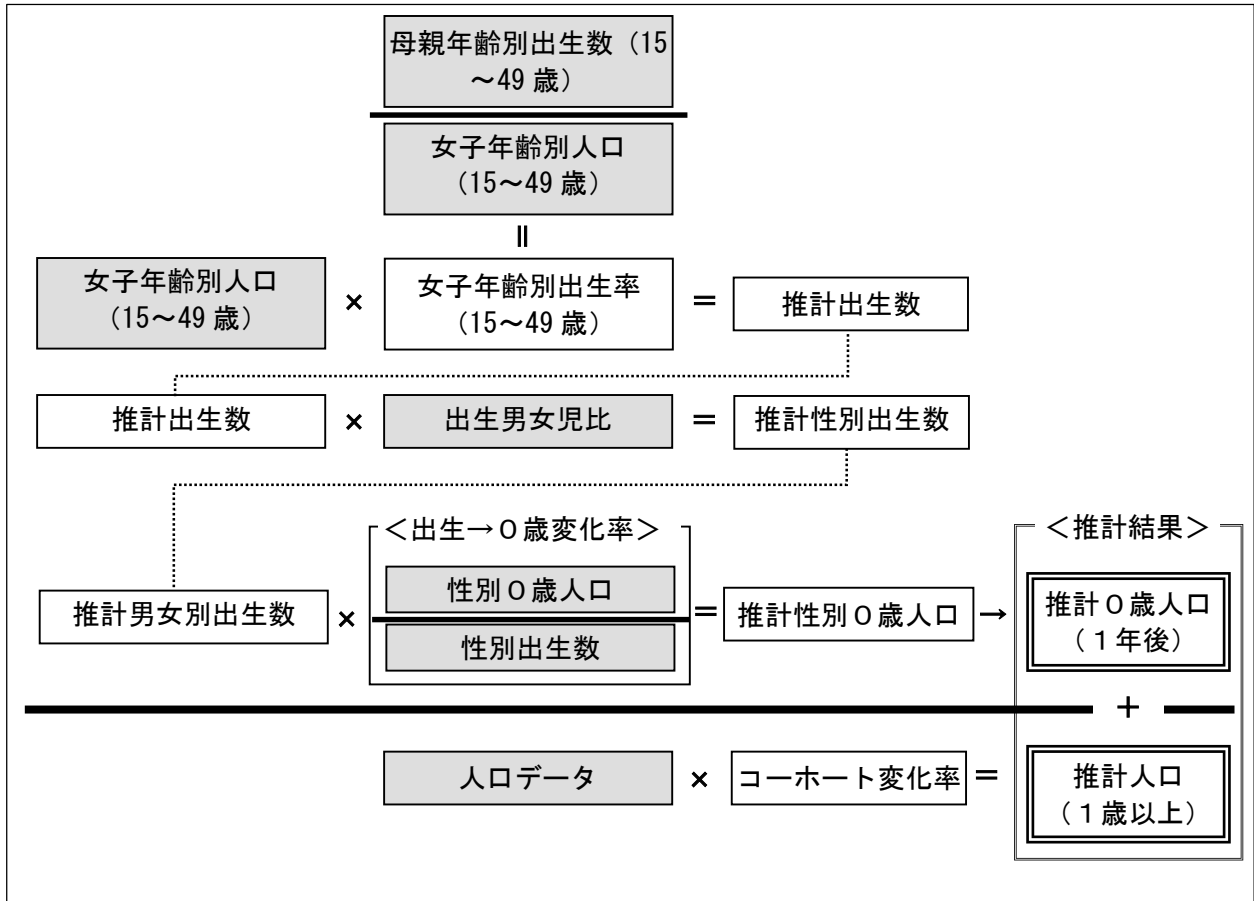 母親年齢別出生数（15
～49 歳）
女子年齢別人口
（15～49 歳）
＝
女子年齢別人口
（15～49 歳）
×
女子年齢別出生率
（15～49 歳）
＝
推計出生数
推計出生数
×
出生男女児比
＝
推計性別出生数
＜出生→０歳変化率＞
＜推計結果＞
推計男女別出生数
×
性別０歳人口
性別出生数
＝
推計性別０歳人口
→
推計０歳人口
（１年後）
＋
人口データ
×
コーホート変化率
＝
推計人口
（１歳以上）